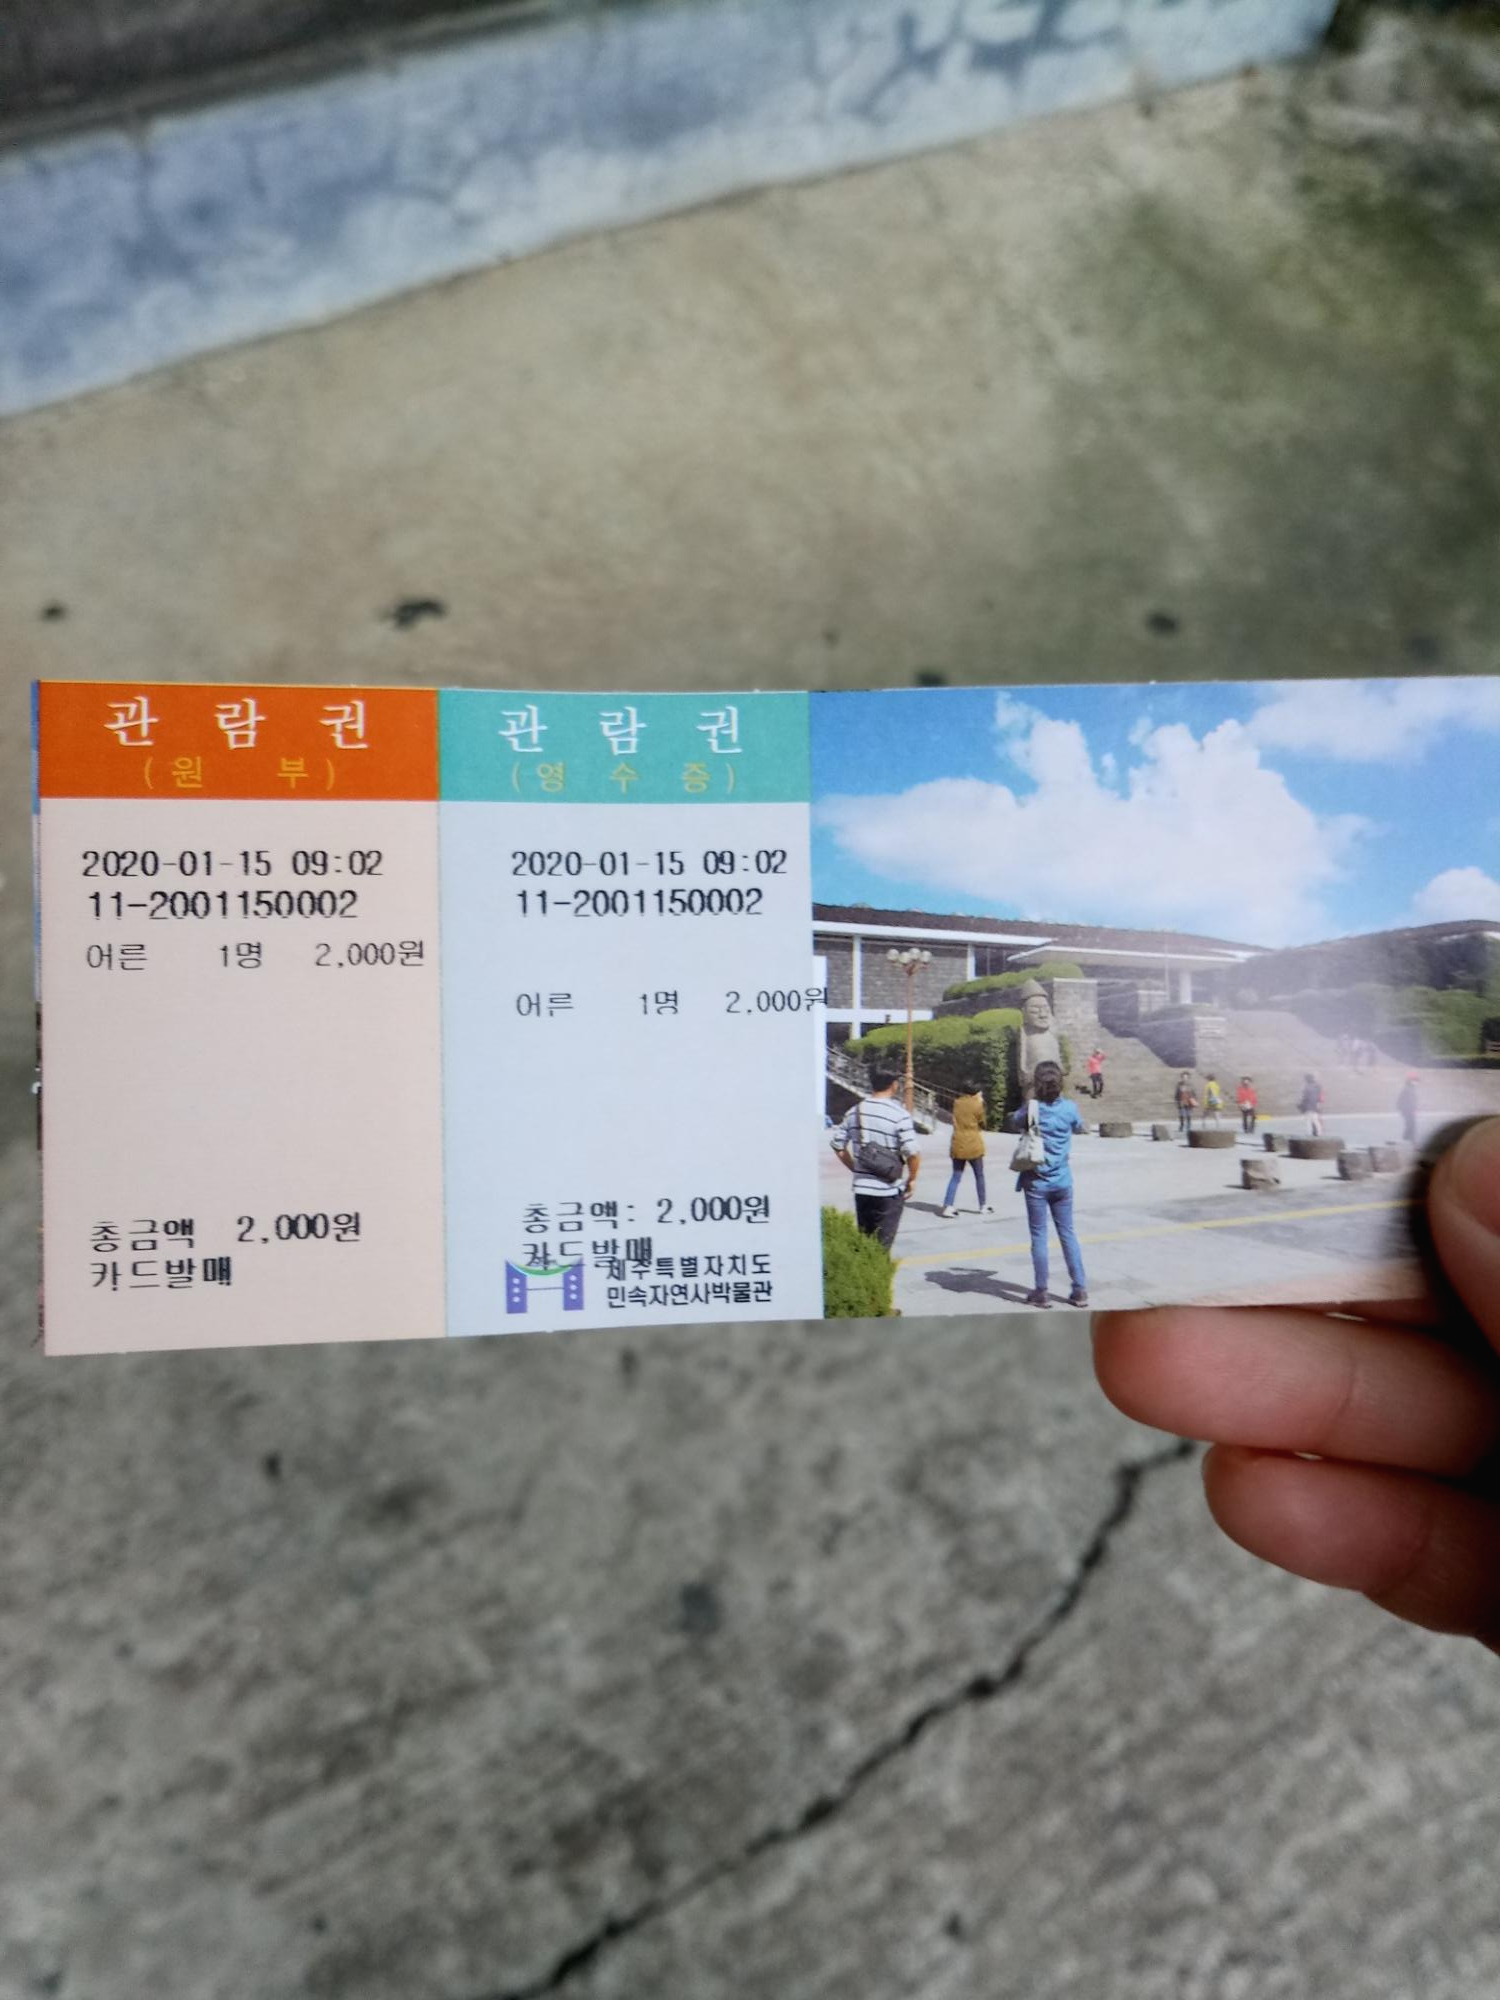 관 람 권
(원 부)
2020-01-15 09:02
11-2001150002
어른 1명 2,000원
총금액 2,000원
카드발매
관 람 권
(영 수 증)
2020-01-15 09:02
11-2001150002
어른 1명 2,000원
총금액: 2,000원
카드발매
제주특별자치도
민속자연사박물관